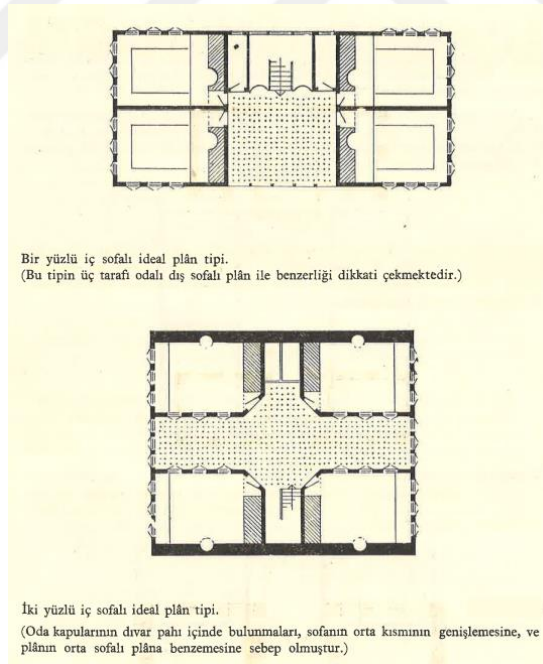 Bir yüzlü iç sofalı ideal plân tipi.
(Bu tipin üç tarafı odalı dış sofalı plân ile benzerliği dikkati çekmektedir.)
İki yüzlü iç sofalı ideal plân tipi.
(Oda kapılarının dıvar pahı içinde bulunmaları, sofanın orta kısmının genişlemesine, ve
plânın orta sofalı plâna benzemesine sebep olmuştur.)